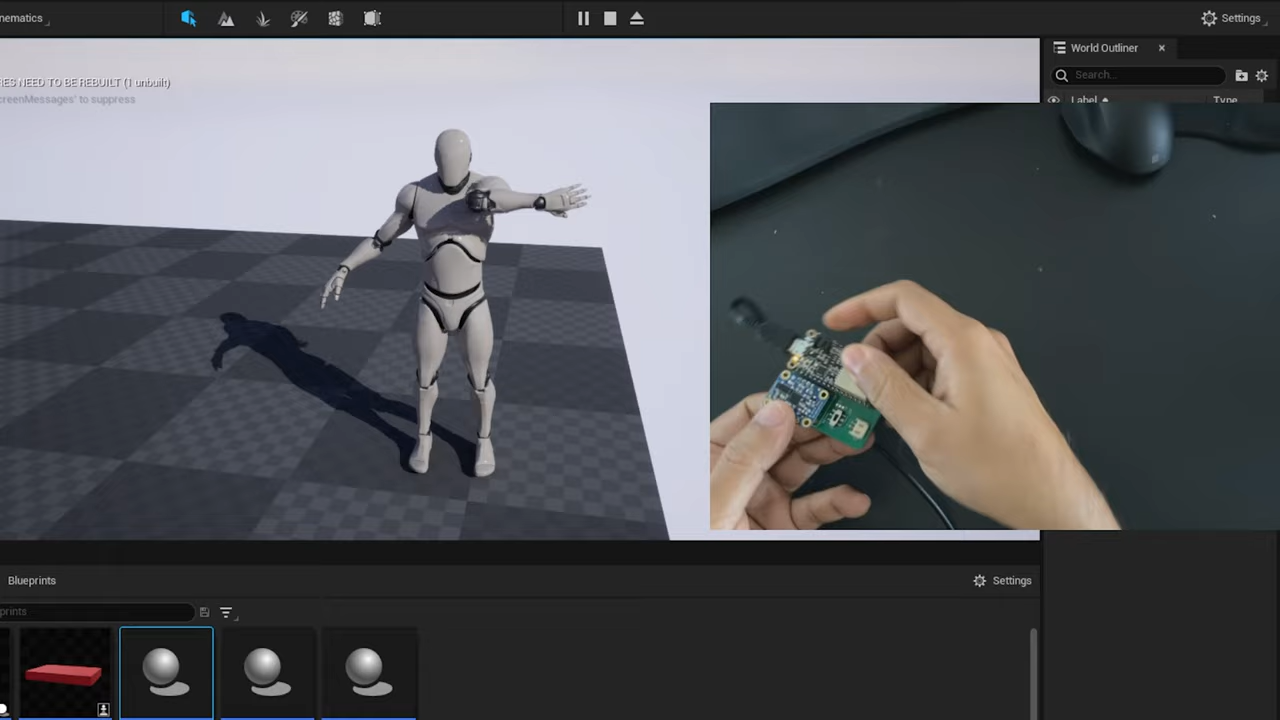 nematics
Settings
RES NEED TO BE REBUILT (1 unbuilt)
creenMessages' to suppress
World Outliner
Search...
Label
Type
Blueprints
Settings
prints